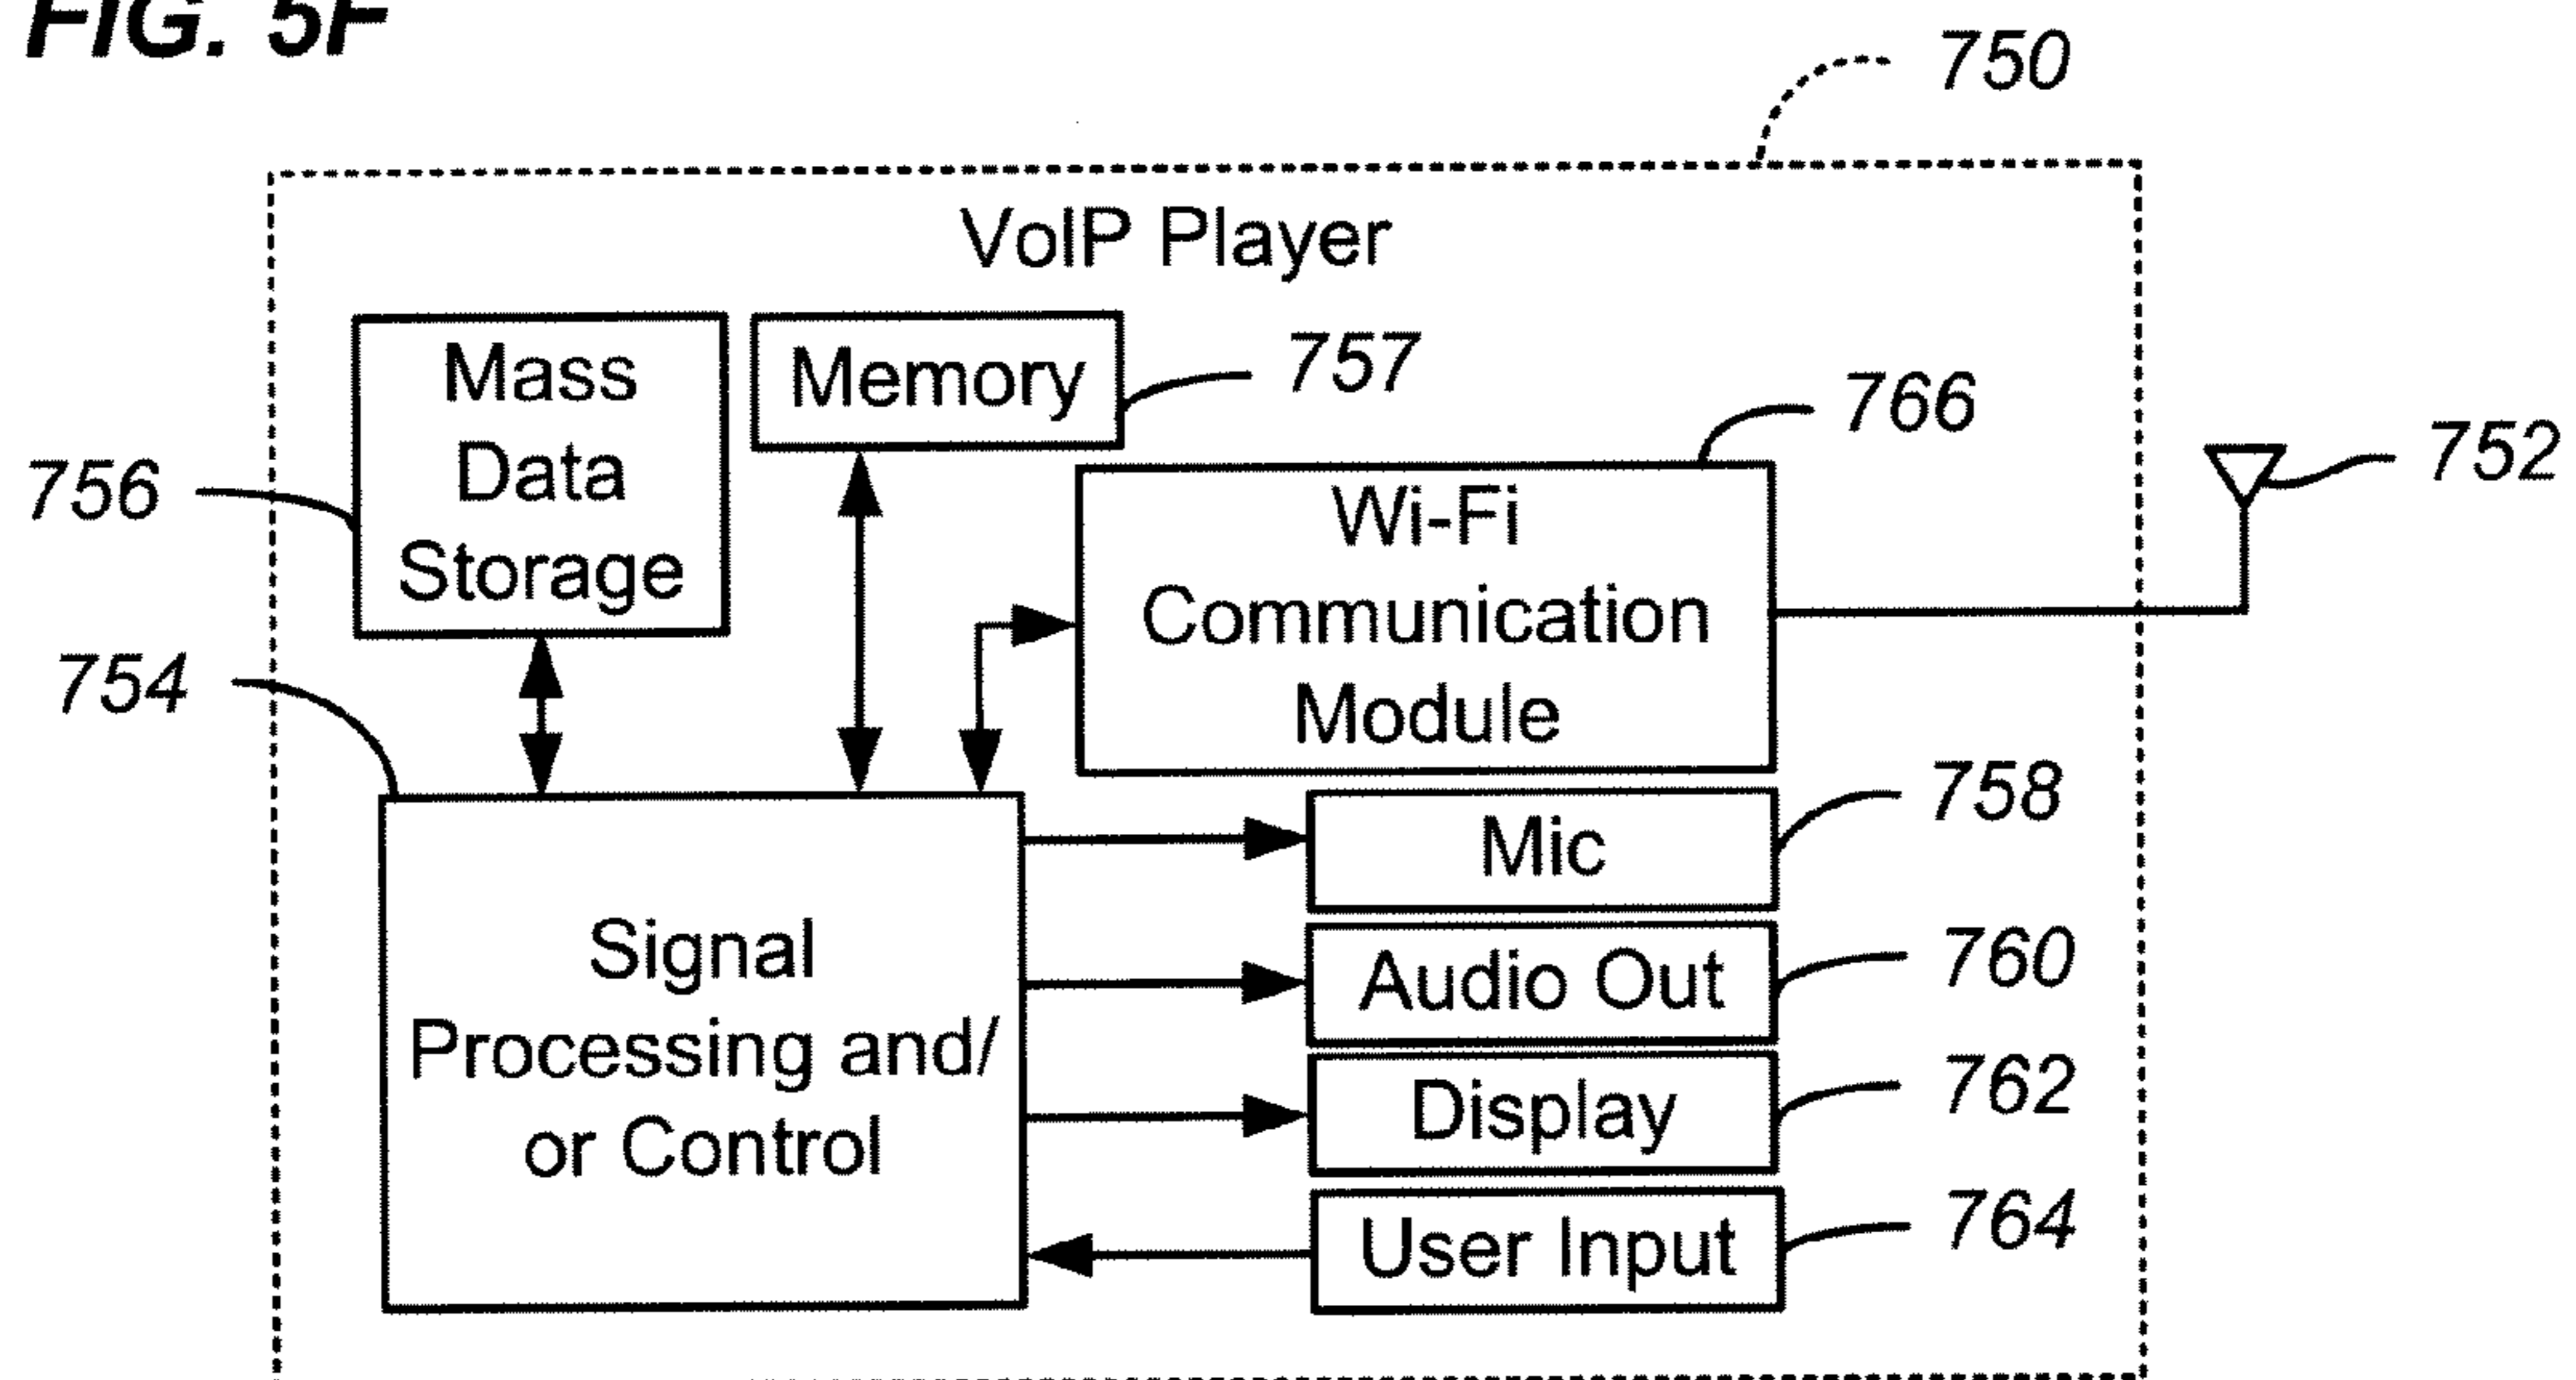 FIG. 5F
750
VoIP Player
Mass
Data
Storage
Memory
757
766
756
Wi-Fi
Communication
Module
752
754
758
Mic
Signal
Processing and/
or Control
Audio Out
760
Display
762
User Input
764